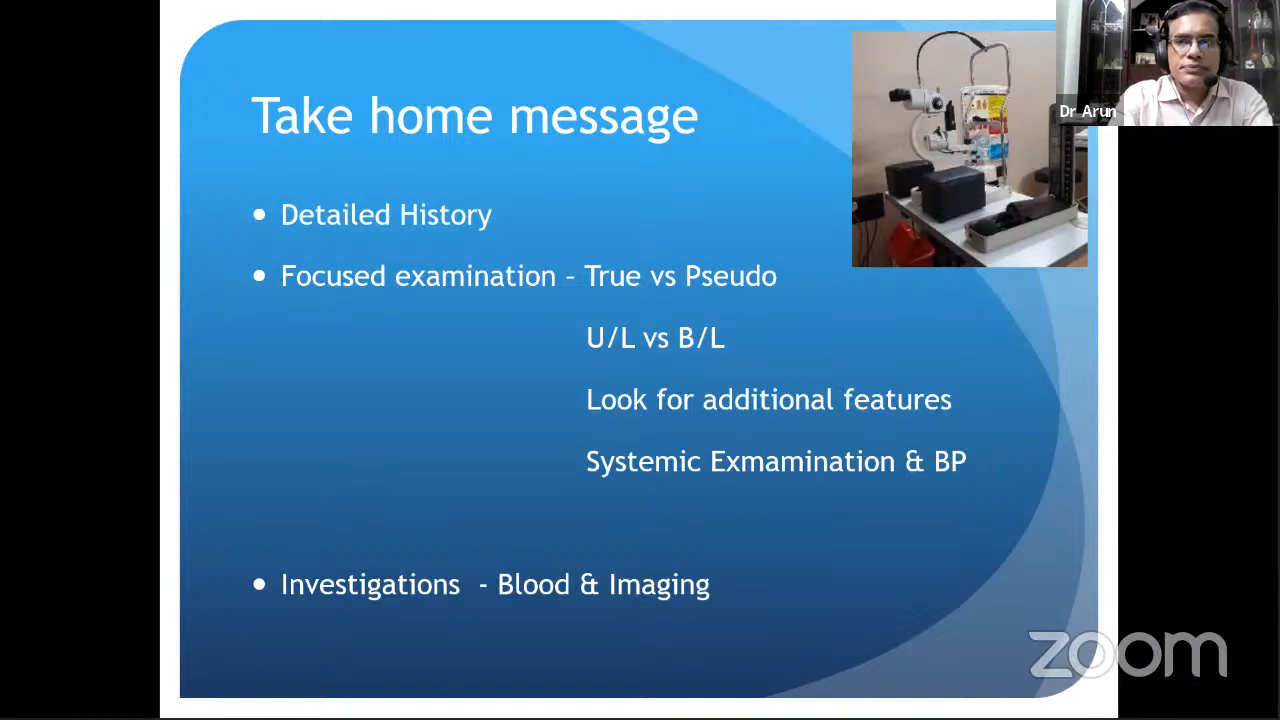 Take home message
Dr Arun
• Detailed History
• Focused examination – True vs Pseudo
U/L vs B/L
Look for additional features
Systemic Exmamination & BP
• Investigations - Blood & Imaging
zoom